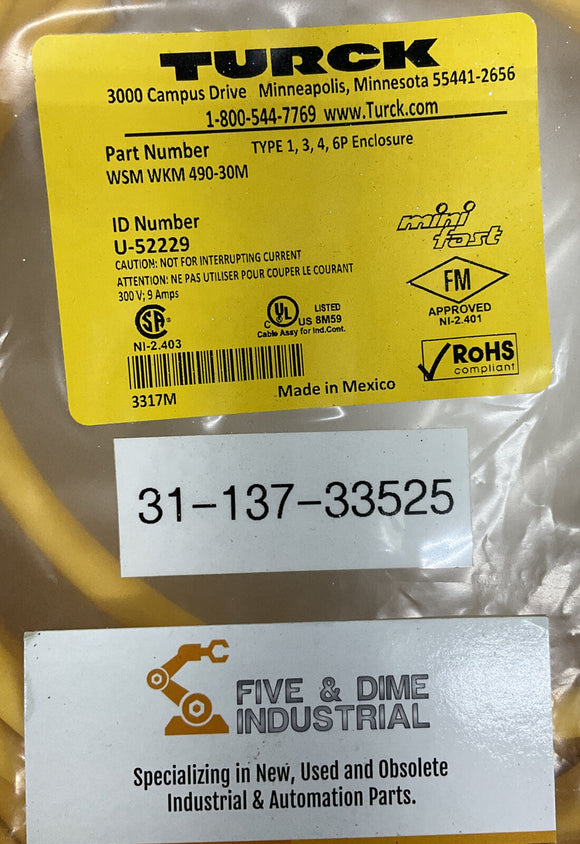 TURCK
3000 Campus Drive Minneapolis, Minnesota 55441-2656
1-800-544-7769 www.Turck.com
Part Number TYPE 1, 3, 4, 6P Enclosure
WSM WKM 490-30M
ID Number
U-52229
mini fast
CAUTION: NOT FOR INTERRUPTING CURRENT
ATTENTION: NE PAS UTILISER POUR COUPER LE COURANT
300 V; 9 Amps
FM
APPROVED
NI-2.401
SA
NI-2.403
C UL US LISTED 8M59
Cable Assy for Ind.Cont.
RoHS
compliant
3317M
Made in Mexico
31-137-33525
FIVE & DIME
INDUSTRIAL
Specializing in New, Used and Obsolete
Industrial & Automation Parts.